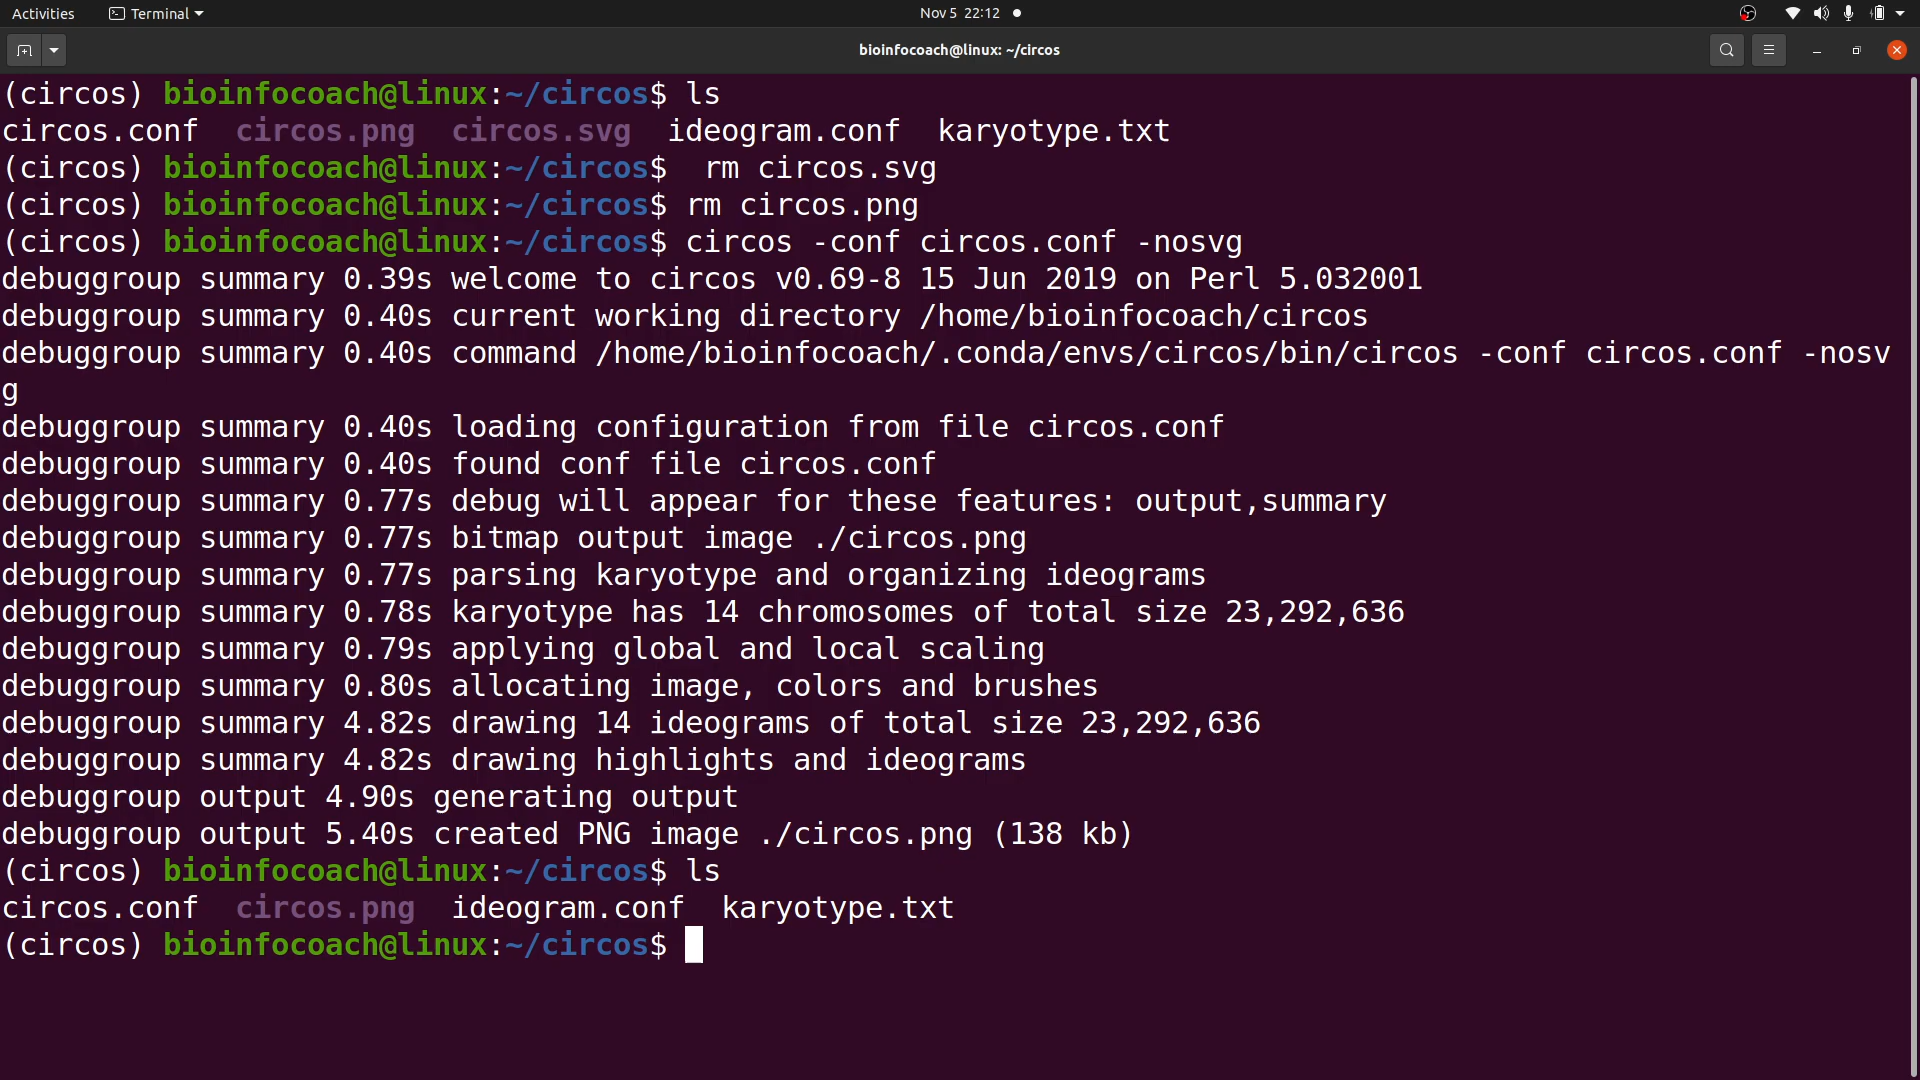 Activities Terminal Nov 5 22:12
bioinfocoach@linux: ~/circos
(circos) bioinfocoach@linux:~/circos$ ls
circos.conf circos.png circos.svg ideogram.conf karyotype.txt
(circos) bioinfocoach@linux:~/circos$  rm circos.svg
(circos) bioinfocoach@linux:~/circos$ rm circos.png
(circos) bioinfocoach@linux:~/circos$ circos -conf circos.conf -nosvg
debuggroup summary 0.39s welcome to circos v0.69-8 15 Jun 2019 on Perl 5.032001
debuggroup summary 0.40s current working directory /home/bioinfocoach/circos
debuggroup summary 0.40s command /home/bioinfocoach/.conda/envs/circos/bin/circos -conf circos.conf -nosv
g
debuggroup summary 0.40s loading configuration from file circos.conf
debuggroup summary 0.40s found conf file circos.conf
debuggroup summary 0.77s debug will appear for these features: output,summary
debuggroup summary 0.77s bitmap output image ./circos.png
debuggroup summary 0.77s parsing karyotype and organizing ideograms
debuggroup summary 0.78s karyotype has 14 chromosomes of total size 23,292,636
debuggroup summary 0.79s applying global and local scaling
debuggroup summary 0.80s allocating image, colors and brushes
debuggroup summary 4.82s drawing 14 ideograms of total size 23,292,636
debuggroup summary 4.82s drawing highlights and ideograms
debuggroup output 4.90s generating output
debuggroup output 5.40s created PNG image ./circos.png (138 kb)
(circos) bioinfocoach@linux:~/circos$ ls
circos.conf circos.png ideogram.conf karyotype.txt
(circos) bioinfocoach@linux:~/circos$